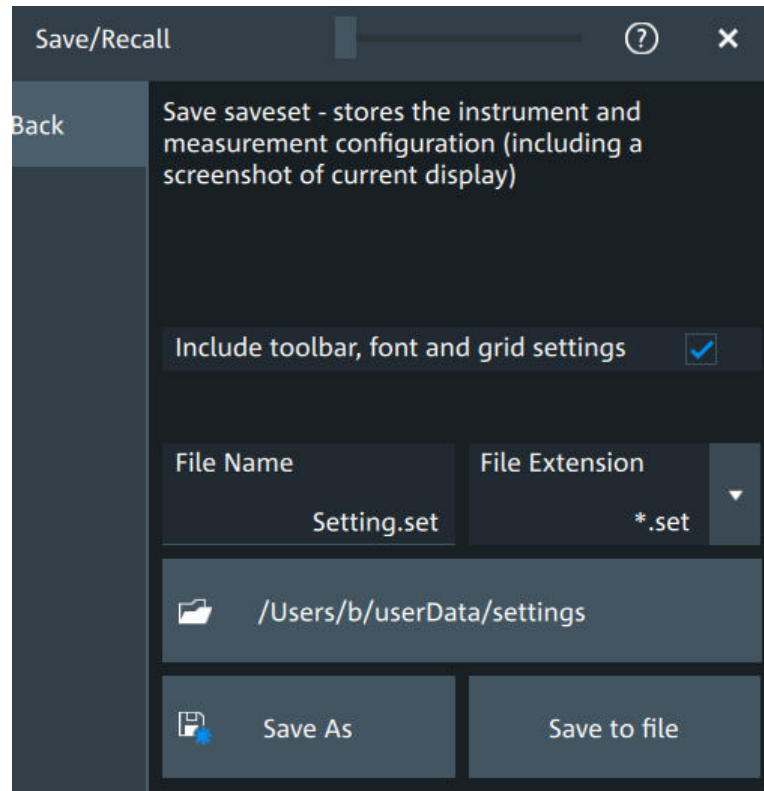 Save/Recall
Back
Save saveset - stores the instrument and
measurement configuration (including a
screenshot of current display)
Include toolbar, font and grid settings
File Name
File Extension
Setting.set
*.set
/Users/b/userData/settings
Save As
Save to file